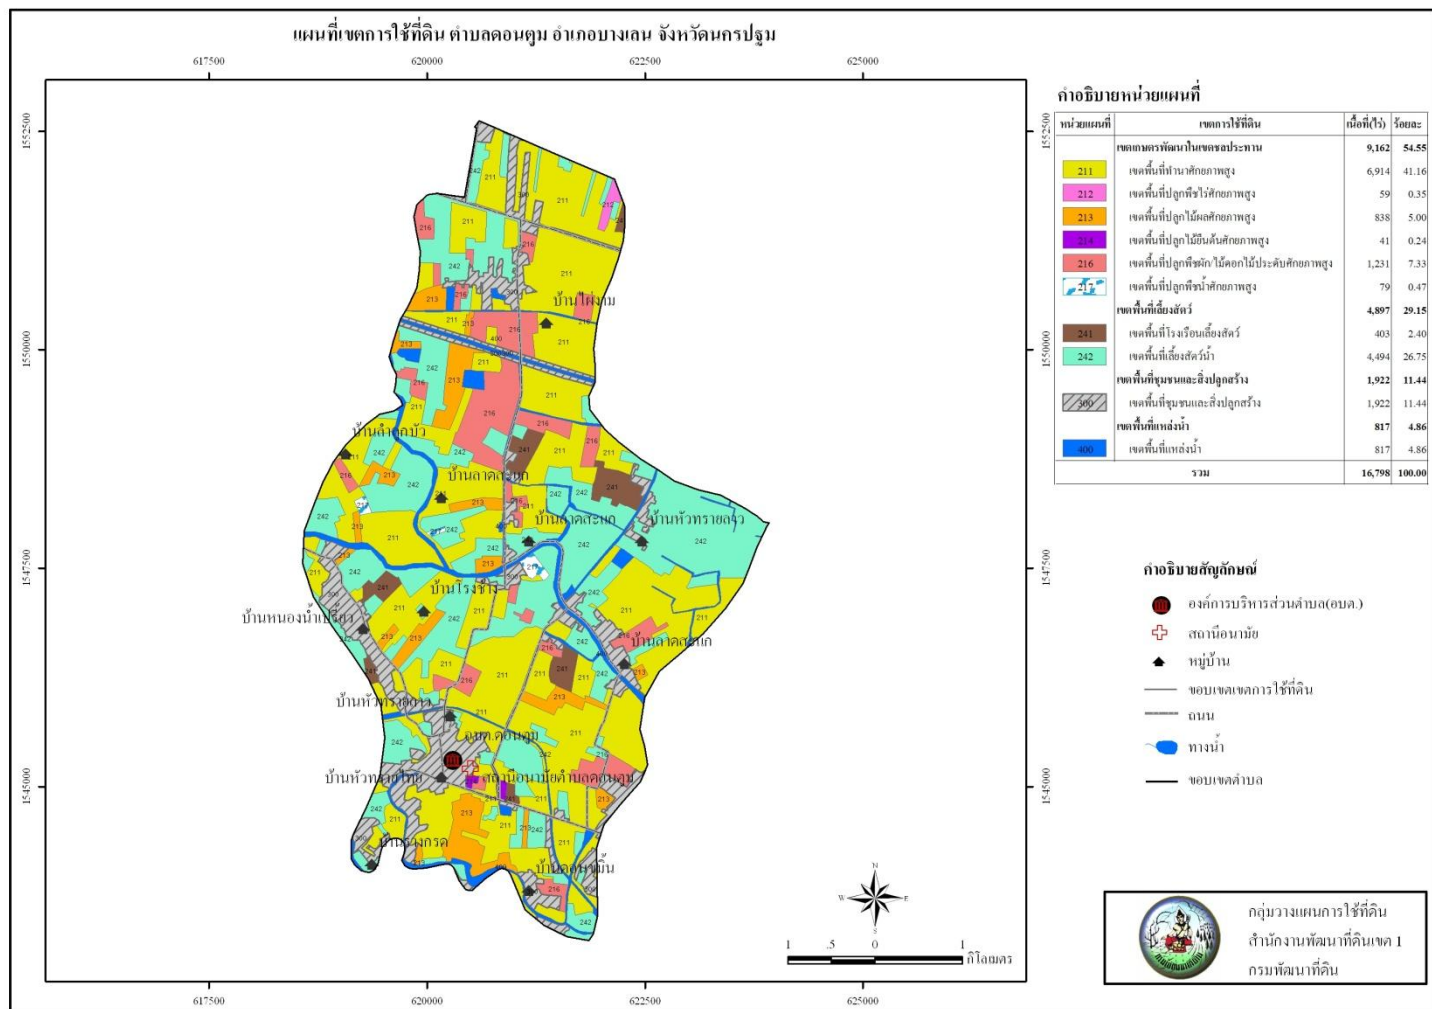 แผนที่เขตการใช้ที่ดิน ตำบลดอนตูม อำเภอบางเลน จังหวัดนครปฐม
617500 620000 622500 625000
1552500 1552500
1550000 1550000
1547500 1547500
1545000 1545000
617500 620000 622500 625000
บ้านไผ่งาม
บ้านลำลูกบัว
บ้านลาดสะแก
บ้านลาดสะแก
บ้านหัวทรายลาว
บ้านโรงช้าง
บ้านหนองน้ำเปรี้ยว
บ้านลาดสะแก
บ้านหัวทรายลาว
อบต.ดอนตูม
บ้านหัวทรายไทย
สถานีอนามัยตำบลดอนตูม
บ้านรางกรด
บ้านดอนขมิ้น
N
W E
S
1 .5 0 1
กิโลเมตร
คำอธิบายหน่วยแผนที่
หน่วยแผนที่ เขตการใช้ที่ดิน เนื้อที่(ไร่) ร้อยละ
เขตเกษตรพัฒนาในเขตชลประทาน 9,162 54.55
211 เขตพื้นที่ทำนาศักยภาพสูง 6,914 41.16
212 เขตพื้นที่ปลูกพืชไร่ศักยภาพสูง 59 0.35
213 เขตพื้นที่ปลูกไม้ผลศักยภาพสูง 838 5.00
214 เขตพื้นที่ปลูกไม้ยืนต้นศักยภาพสูง 41 0.24
216 เขตพื้นที่ปลูกพืชผัก/ไม้ดอกไม้ประดับศักยภาพสูง 1,231 7.33
217 เขตพื้นที่ปลูกพืชน้ำศักยภาพสูง 79 0.47
เขตพื้นที่เลี้ยงสัตว์ 4,897 29.15
241 เขตพื้นที่โรงเรือนเลี้ยงสัตว์ 403 2.40
242 เขตพื้นที่เลี้ยงสัตว์น้ำ 4,494 26.75
เขตพื้นที่ชุมชนและสิ่งปลูกสร้าง 1,922 11.44
300 เขตพื้นที่ชุมชนและสิ่งปลูกสร้าง 1,922 11.44
เขตพื้นที่แหล่งน้ำ 817 4.86
400 เขตพื้นที่แหล่งน้ำ 817 4.86
รวม 16,798 100.00
คำอธิบายสัญลักษณ์
องค์การบริหารส่วนตำบล(อบต.)
สถานีอนามัย
หมู่บ้าน
ขอบเขตเขตการใช้ที่ดิน
ถนน
ทางน้ำ
ขอบเขตตำบล
กลุ่มวางแผนการใช้ที่ดิน
สำนักงานพัฒนาที่ดินเขต 1
กรมพัฒนาที่ดิน